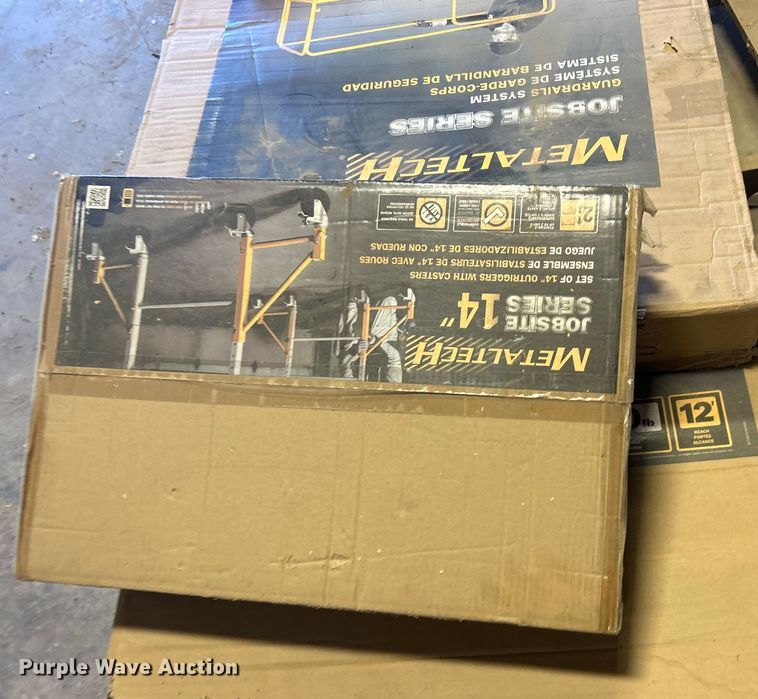 METALTECH
JOBSITE SERIES
GUARDRAILS SYSTEM
SYSTÈME DE GARDE-CORPS
SISTEMA DE BARANDILLA DE SEGURIDAD
METALTECH
JOBSITE
SERIES
14"
SET OF 14" OUTRIGGERS WITH CASTERS
ENSEMBLE DE STABILISATEURS DE 14" AVEC ROUES
JUEGO DE ESTABILIZADORES DE 14" CON RUEDAS
lb
12'
REACH
PORTÉE
ALCANCE
Purple Wave Auction